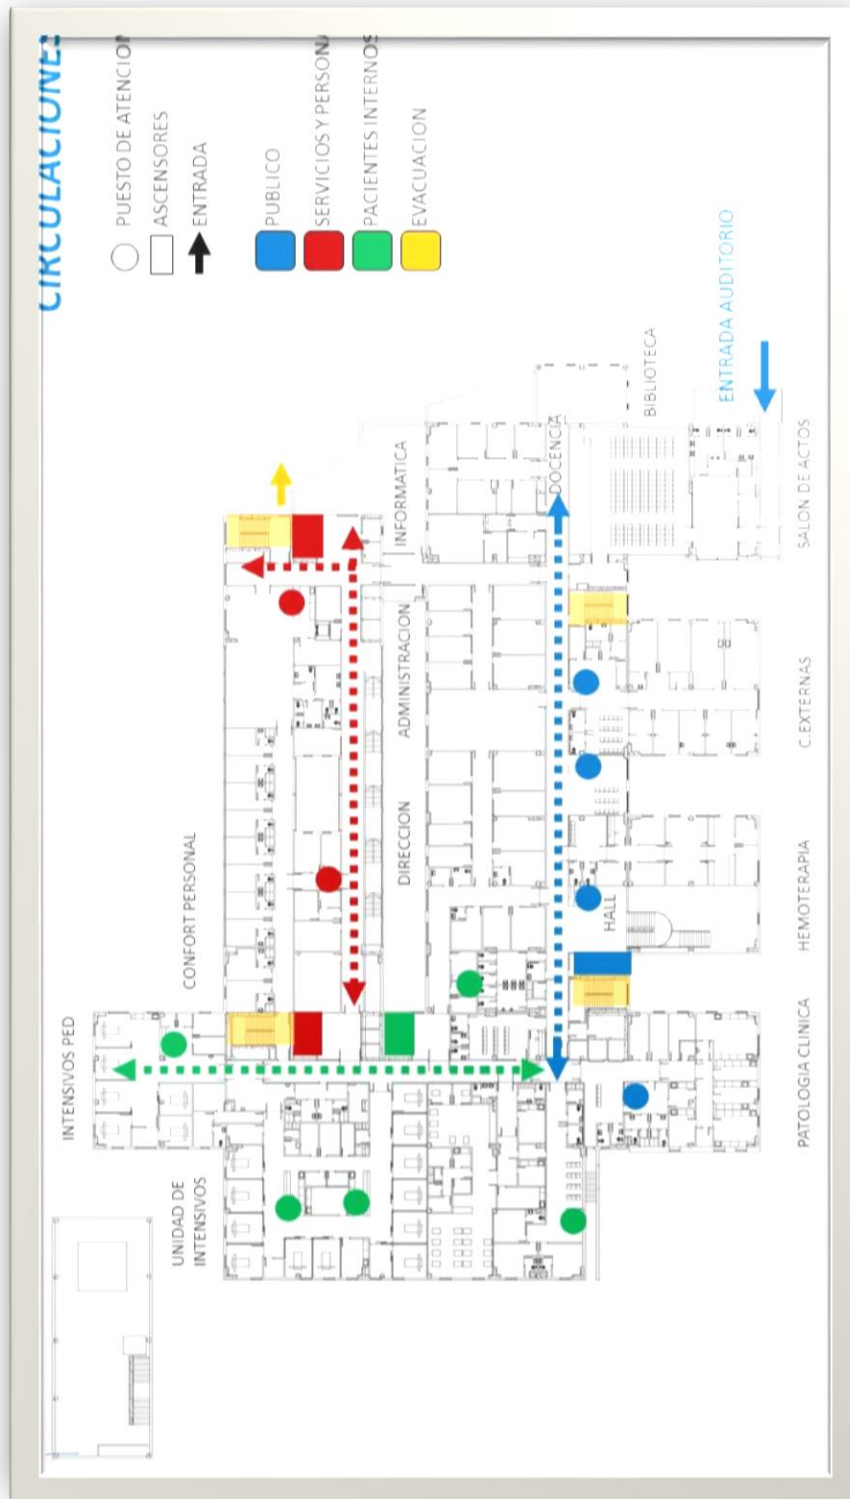 CIRCULACIONES
PUESTO DE ATENCION
ASCENSORES
ENTRADA
PUBLICO
SERVICIOS Y PERSONA
PACIENTES INTERNOS
EVACUACION
INTENSIVOS PED
CONFORT PERSONAL
UNIDAD DE
INTENSIVOS
DIRECCION
ADMINISTRACION
INFORMATICA
DOCENCIA
HALL
BIBLIOTECA
ENTRADA AUDITORIO
PATOLOGIA CLINICA
HEMOTERAPIA
C.EXTERNAS
SALON DE ACTOS